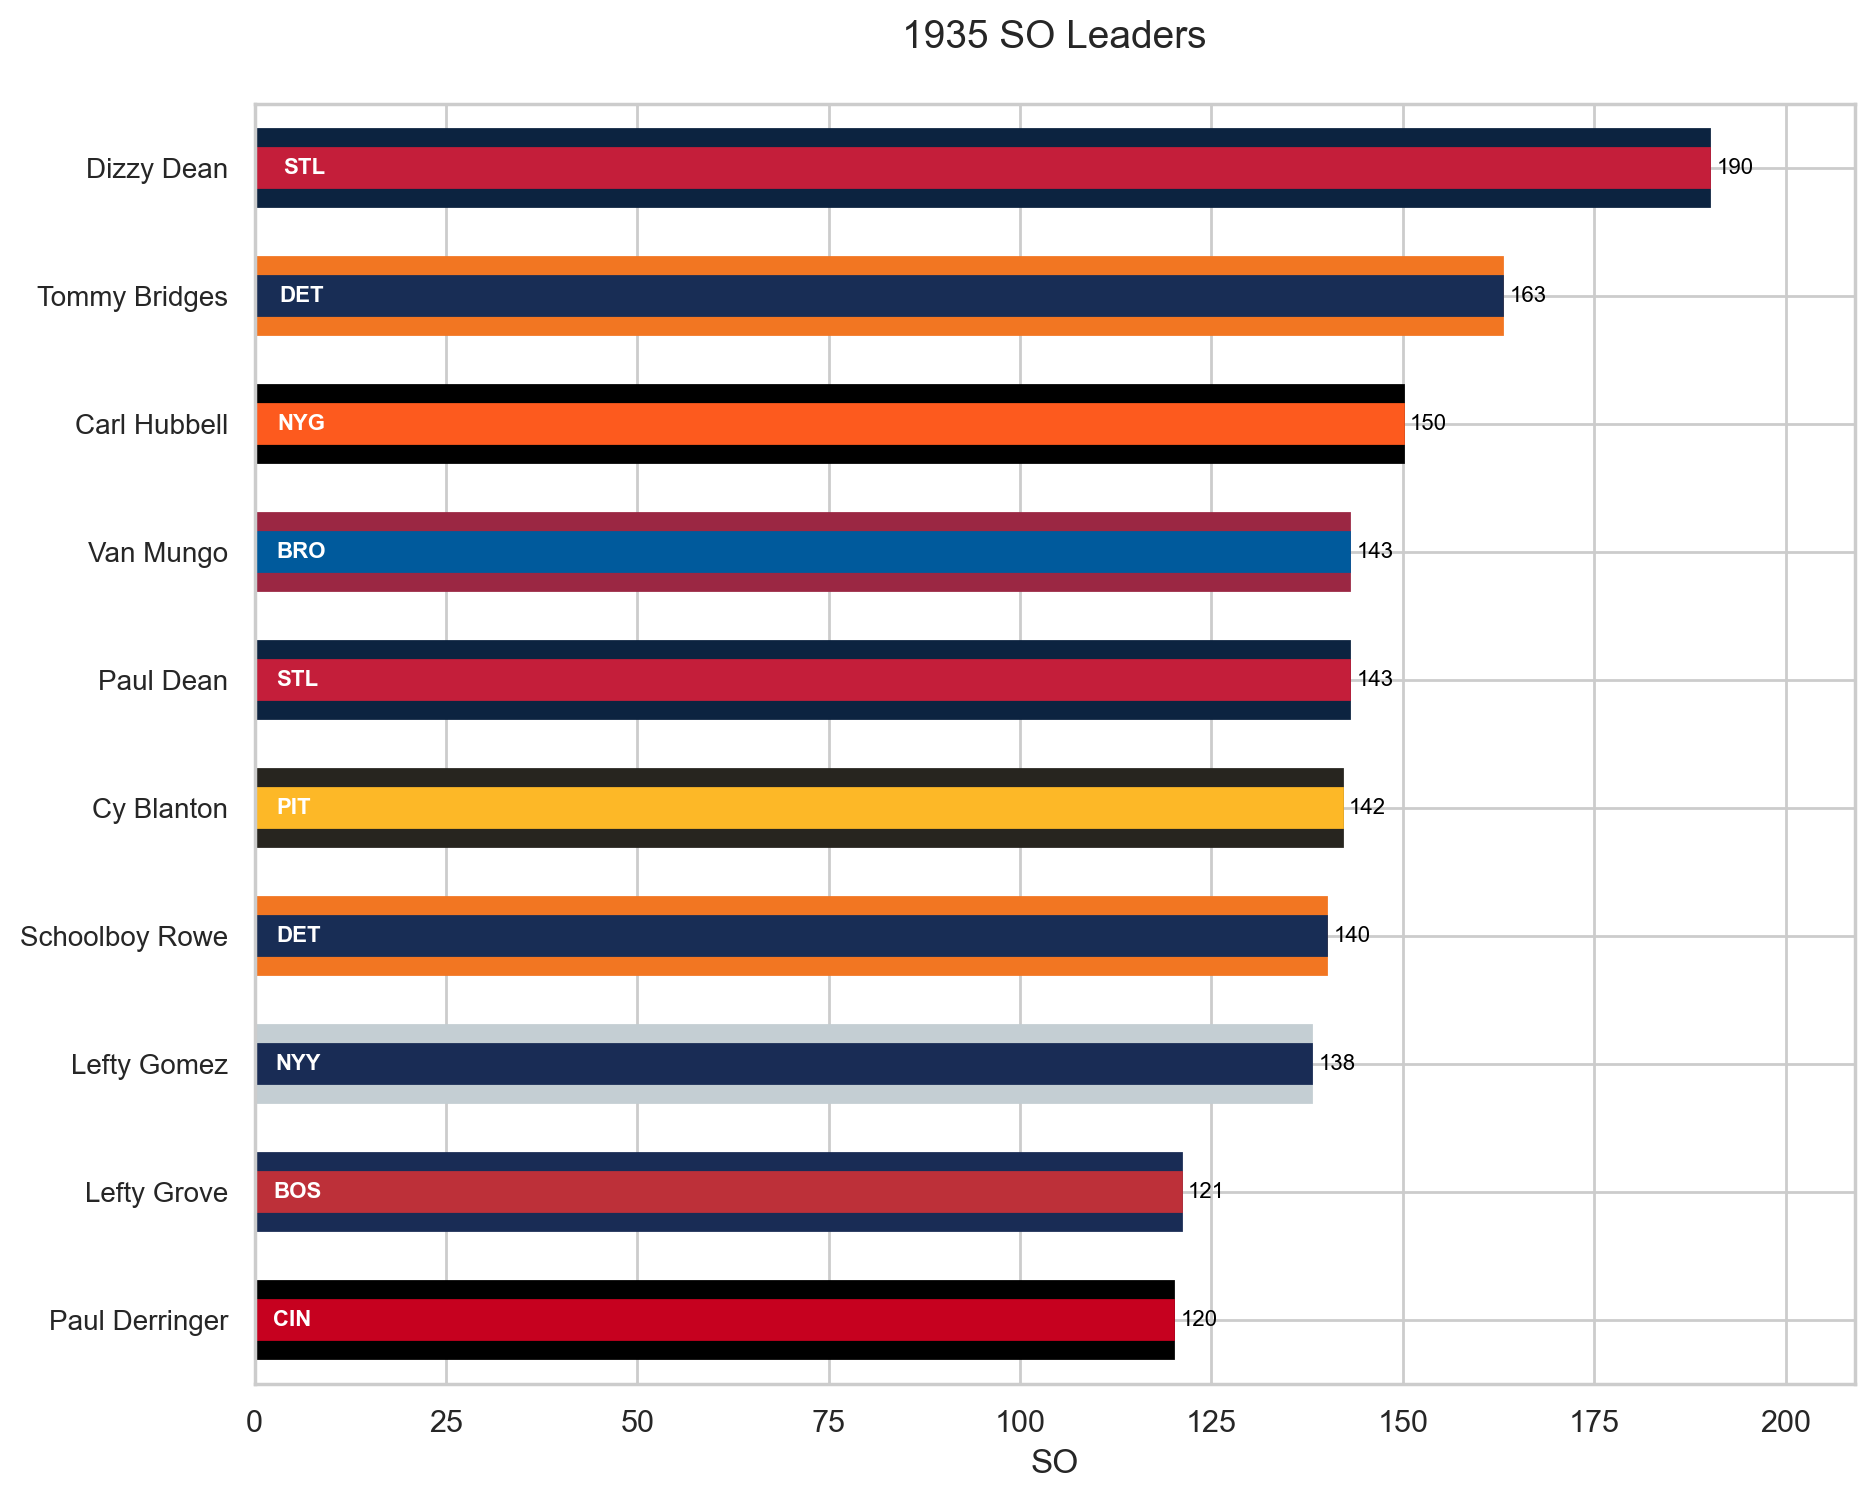 1935 SO Leaders
Dizzy Dean STL 190
Tommy Bridges DET 163
Carl Hubbell NYG 150
Van Mungo BRO 143
Paul Dean STL 143
Cy Blanton PIT 142
Schoolboy Rowe DET 140
Lefty Gomez NYY 138
Lefty Grove BOS 121
Paul Derringer CIN 120
0 25 50 75 100 125 150 175 200
SO